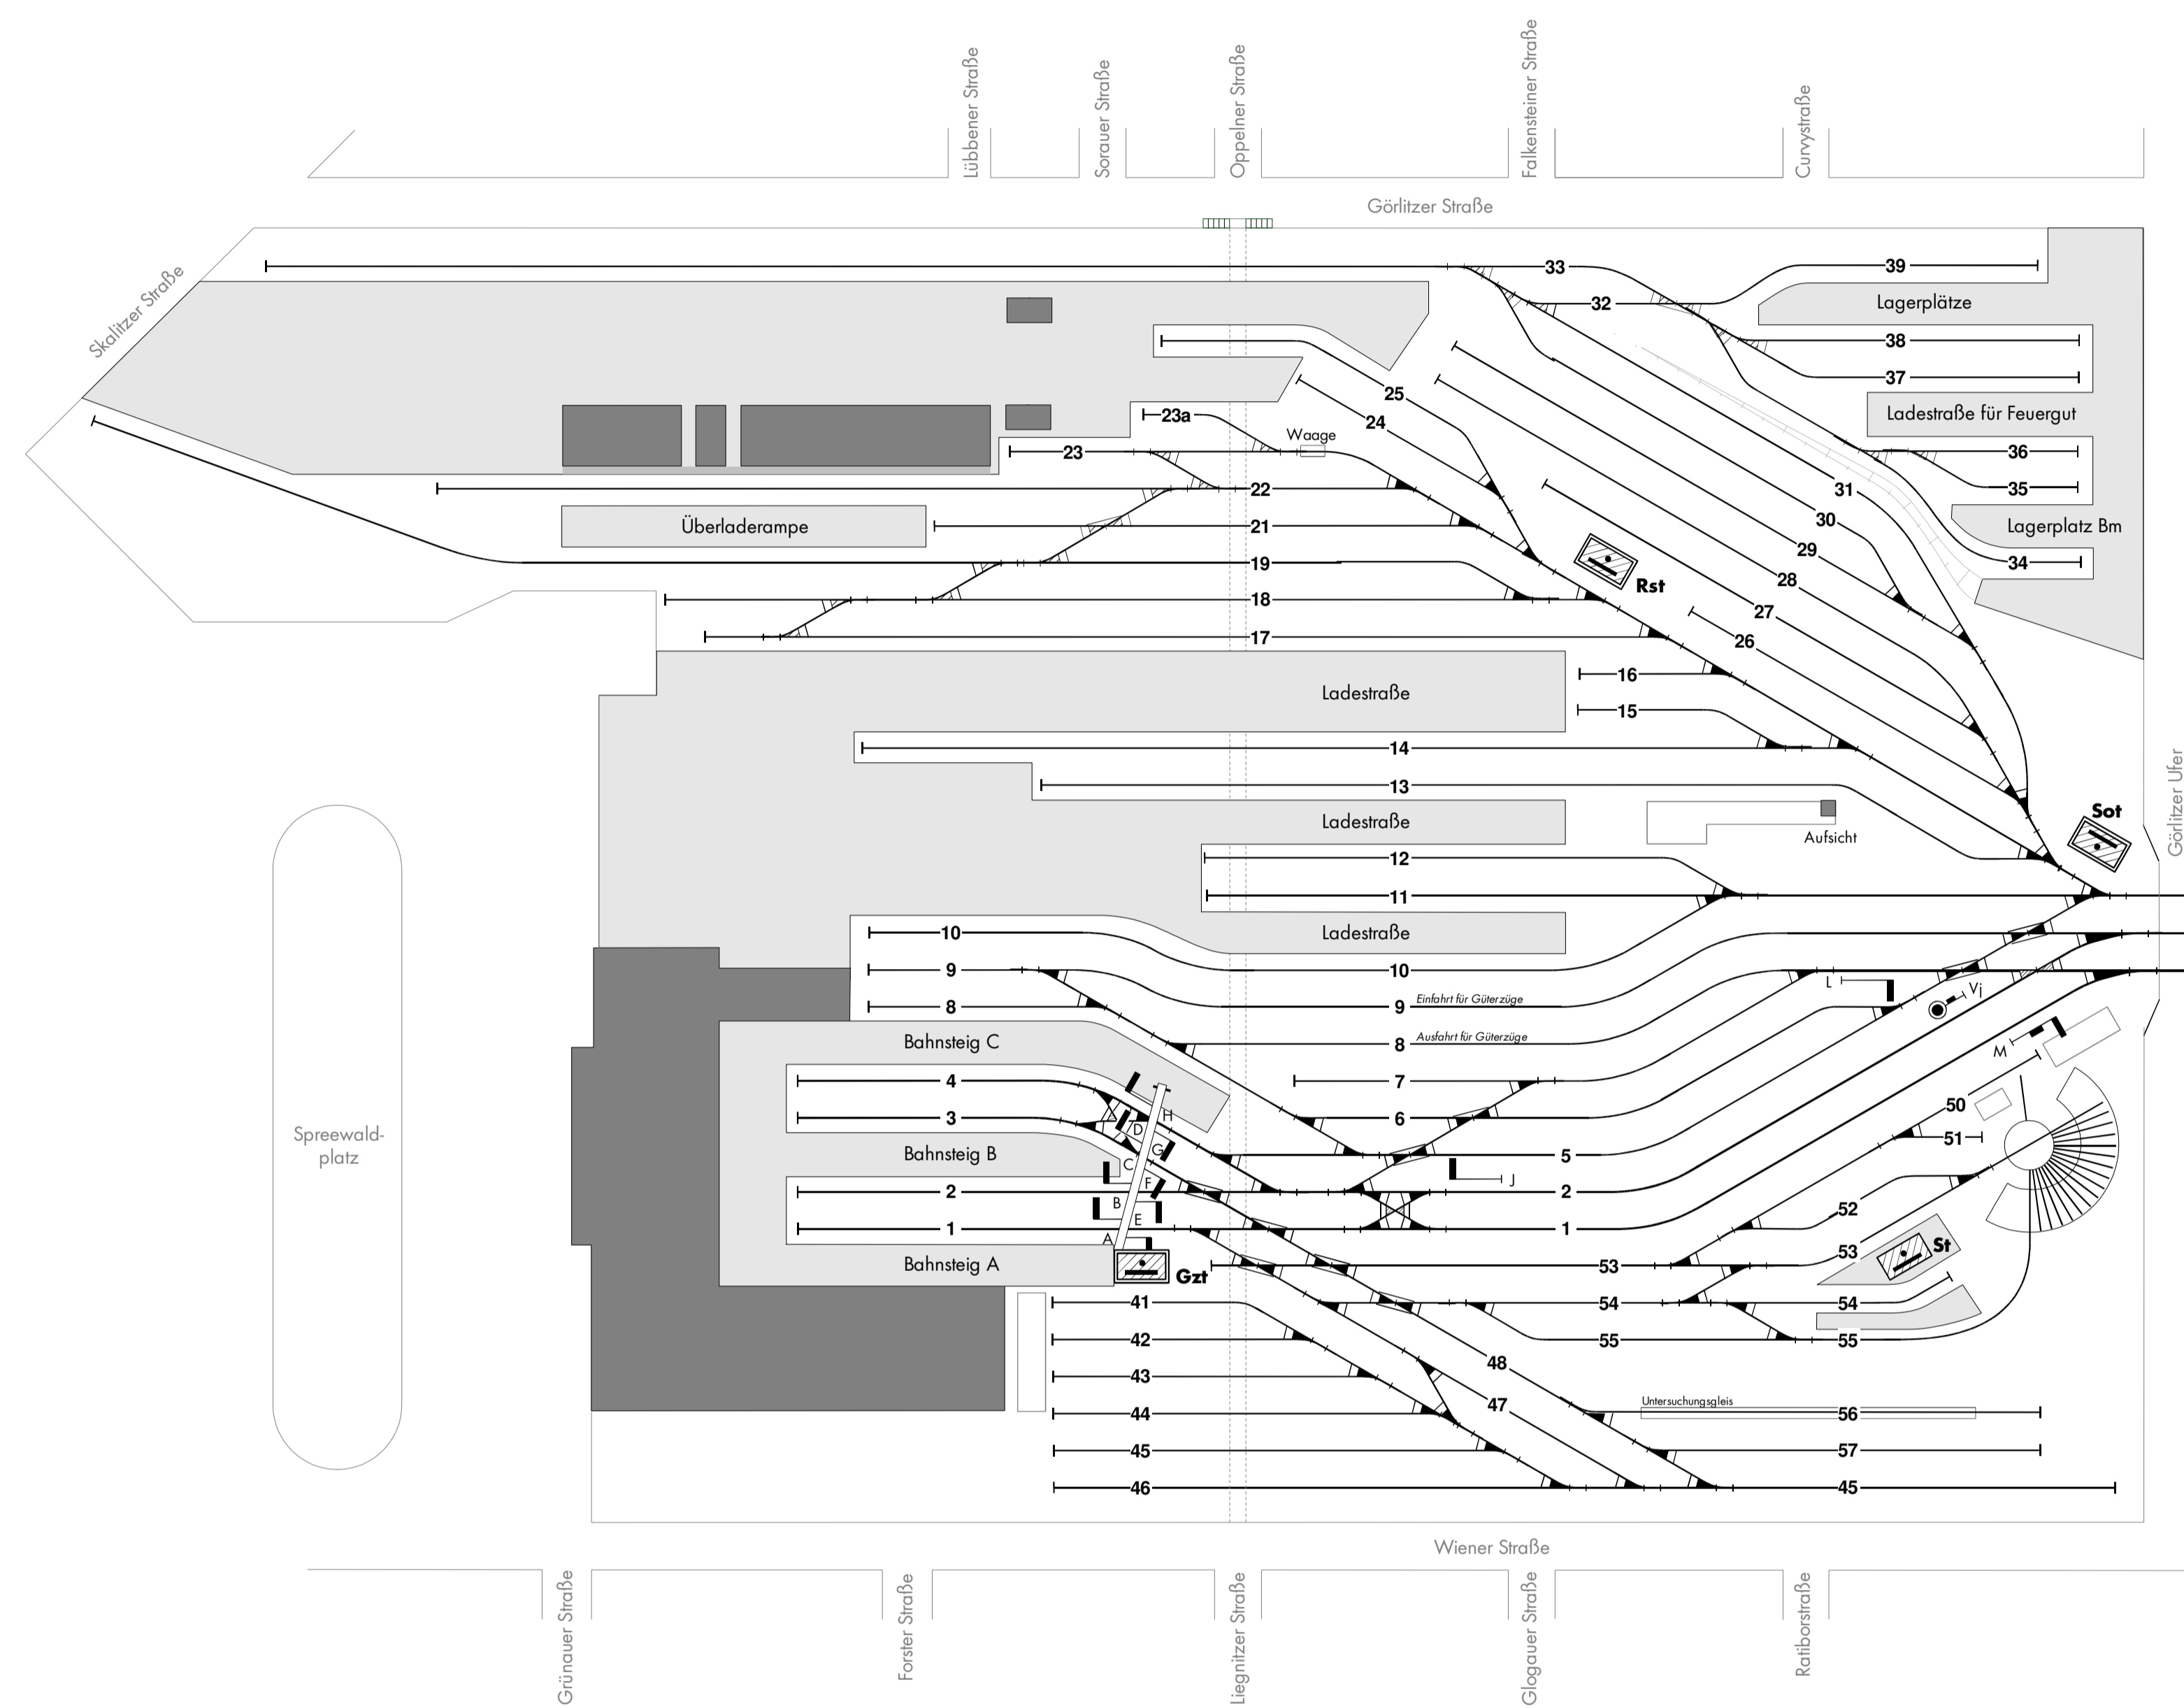 Lübbener Straße
Sorauer Straße
Oppelner Straße
Falkensteiner Straße
Curvystraße
Görlitzer Straße
Skalitzer Straße
33
39
32
Lagerplätze
38
37
25
24
23a
Waage
23
Ladestraße für Feuergut
36
22
31
35
Überladerampe
21
30
Lagerplatz Bm
19
29
34
18
Rst
28
27
17
26
16
Ladestraße
15
14
13
Görlitzer Ufer
Sot
Ladestraße
Aufsicht
12
11
10
Ladestraße
9
10
L
Vj
8
9
Einfahrt für Güterzüge
Bahnsteig C
8
Ausfahrt für Güterzüge
M
4
7
50
3
H
6
D
51
Spreewald-
platz
Bahnsteig B
G
C
5
J
F
2
2
B
E
52
1
1
A
53
St
Bahnsteig A
Gzt
53
41
54
54
42
55
55
48
43
47
Untersuchungsgleis
44
56
45
57
46
45
Wiener Straße
Grünauer Straße
Forster Straße
Liegnitzer Straße
Glogauer Straße
Ratiborstraße